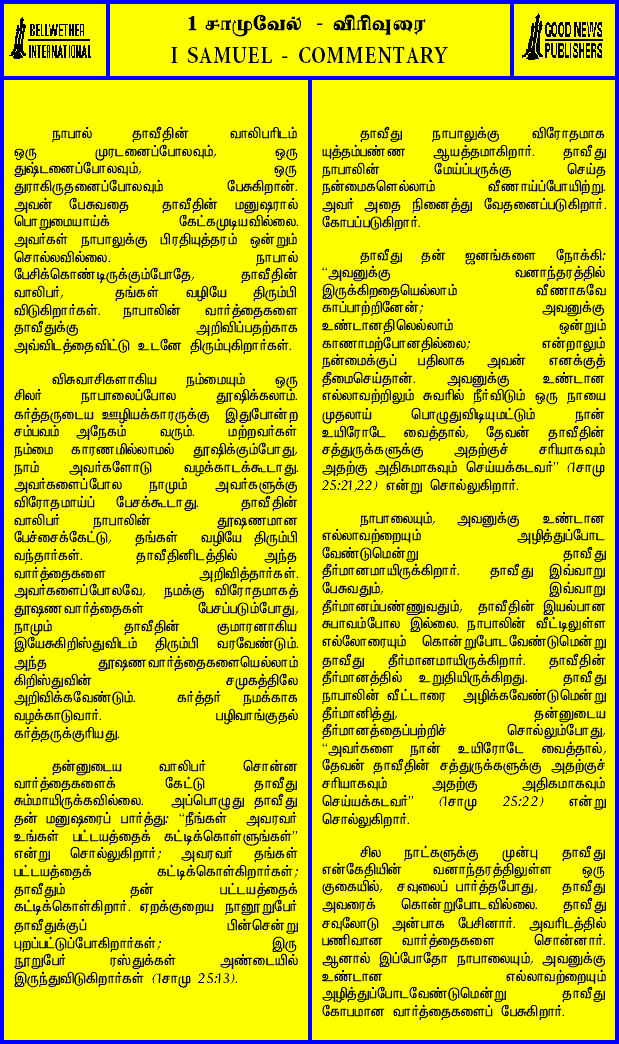 BELLWETHER
INTERNATIONAL
1 சாமுவேல் - விரிவுரை
I SAMUEL - COMMENTARY
GOOD NEWS
PUBLISHERS
நாபால் தாவீதின் வாலிபரிடம்
ஒரு முரடனைப்போலவும், ஒரு
துஷ்டனைப்போலவும், ஒரு
துராகிருதனைப்போலவும் பேசுகிறான்.
அவன் பேசுவதை தாவீதின் மனுஷரால்
பொறுமையாய்க் கேட்கமுடியவில்லை.
அவர்கள் நாபாலுக்கு பிரதியுத்தரம் ஒன்றும்
சொல்லவில்லை. நாபால்
பேசிக்கொண்டிருக்கும்போதே, தாவீதின்
வாலிபர், தங்கள் வழியே திரும்பி
விடுகிறார்கள். நாபாலின் வார்த்தைகளை
தாவீதுக்கு அறிவிப்பதற்காக
அவ்விடத்தைவிட்டு உடனே திரும்புகிறார்கள்.
விசுவாசிகளாகிய நம்மையும் ஒரு
சிலர் நாபாலைப்போல தூஷிக்கலாம்.
கர்த்தருடைய ஊழியக்காரருக்கு இதுபோன்ற
சம்பவம் அநேகம் வரும். மற்றவர்கள்
நம்மை காரணமில்லாமல் தூஷிக்கும்போது,
நாம் அவர்களோடு வழக்காடக்கூடாது.
அவர்களைப்போல நாமும் அவர்களுக்கு
விரோதமாய்ப் பேசக்கூடாது. தாவீதின்
வாலிபர் நாபாலின் தூஷணமான
பேச்சைக்கேட்டு, தங்கள் வழியே திரும்பி
வந்தார்கள். தாவீதினிடத்தில் அந்த
வார்த்தைகளை அறிவித்தார்கள்.
அவர்களைப்போலவே, நமக்கு விரோதமாகத்
தூஷணவார்த்தைகள் பேசப்படும்போது,
நாமும் தாவீதின் குமாரனாகிய
இயேசுகிறிஸ்துவிடம் திரும்பி வரவேண்டும்.
அந்த தூஷணவார்த்தைகளையெல்லாம்
கிறிஸ்துவின் சமுகத்திலே
அறிவிக்கவேண்டும். கர்த்தர் நமக்காக
வழக்காடுவார். பழிவாங்குதல்
கர்த்தருக்குரியது.
தன்னுடைய வாலிபர் சொன்ன
வார்த்தைகளைக் கேட்டு தாவீது
சும்மாயிருக்கவில்லை. அப்பொழுது தாவீது
தன் மனுஷரைப் பார்த்து: "நீங்கள் அவரவர்
உங்கள் பட்டயத்தைக் கட்டிக்கொள்ளுங்கள்"
என்று சொல்லுகிறார்; அவரவர் தங்கள்
பட்டயத்தைக் கட்டிக்கொள்கிறார்கள்;
தாவீதும் தன் பட்டயத்தைக்
கட்டிக்கொள்கிறார். ஏறக்குறைய நானூறுபேர்
தாவீதுக்குப் பின்சென்று
புறப்பட்டுப்போகிறார்கள்; இரு
நூறுபேர் ரஸ்துக்கள் அண்டையில்
இருந்துவிடுகிறார்கள் (1சாமு 25:13).
தாவீது நாபாலுக்கு விரோதமாக
யுத்தம்பண்ண ஆயத்தமாகிறார். தாவீது
நாபாலின் மேய்ப்பருக்கு செய்த
நன்மைகளெல்லாம் வீணாய்ப்போயிற்று.
அவர் அதை நினைத்து வேதனைப்படுகிறார்.
கோபப்படுகிறார்.
தாவீது தன் ஜனங்களை நோக்கி:
"அவனுக்கு வனாந்தரத்தில்
இருக்கிறதையெல்லாம் வீணாகவே
காப்பாற்றினேன்; அவனுக்கு
உண்டானதிலெல்லாம் ஒன்றும்
காணாமற்போனதில்லை; என்றாலும்
நன்மைக்குப் பதிலாக அவன் எனக்குத்
தீமைசெய்தான். அவனுக்கு உண்டான
எல்லாவற்றிலும் சுவரில் நீர்விடும் ஒரு நாயை
முதலாய் பொழுதுவிடியுமட்டும் நான்
உயிரோடே வைத்தால், தேவன் தாவீதின்
சத்துருக்களுக்கு அதற்குச் சரியாகவும்
அதற்கு அதிகமாகவும் செய்யக்கடவர்" (1சாமு
25:21,22) என்று சொல்லுகிறார்.
நாபாலையும், அவனுக்கு உண்டான
எல்லாவற்றையும் அழித்துப்போட
வேண்டுமென்று தாவீது
தீர்மானமாயிருக்கிறார். தாவீது இவ்வாறு
பேசுவதும், இவ்வாறு
தீர்மானம்பண்ணுவதும், தாவீதின் இயல்பான
சுபாவம்போல இல்லை. நாபாலின் வீட்டிலுள்ள
எல்லோரையும் கொன்றுபோடவேண்டுமென்று
தாவீது தீர்மானமாயிருக்கிறார். தாவீதின்
தீர்மானத்தில் உறுதியிருக்கிறது. தாவீது
நாபாலின் வீட்டாரை அழிக்கவேண்டுமென்று
தீர்மானித்து, தன்னுடைய
தீர்மானத்தைப்பற்றிச் சொல்லும்போது,
"அவர்களை நான் உயிரோடே வைத்தால்,
தேவன் தாவீதின் சத்துருக்களுக்கு அதற்குச்
சரியாகவும் அதற்கு அதிகமாகவும்
செய்யக்கடவர்" (1சாமு 25:22) என்று
சொல்லுகிறார்.
சில நாட்களுக்கு முன்பு தாவீது
என்கேதியின் வனாந்தரத்திலுள்ள ஒரு
குகையில், சவுலைப் பார்த்தபோது, தாவீது
அவரைக் கொன்றுபோடவில்லை. தாவீது
சவுலோடு அன்பாக பேசினார். அவரிடத்தில்
பணிவான வார்த்தைகளை சொன்னார்.
ஆனால் இப்போதோ நாபாலையும், அவனுக்கு
உண்டான எல்லாவற்றையும்
அழித்துப்போடவேண்டுமென்று தாவீது
கோபமான வார்த்தைகளைப் பேசுகிறார்.